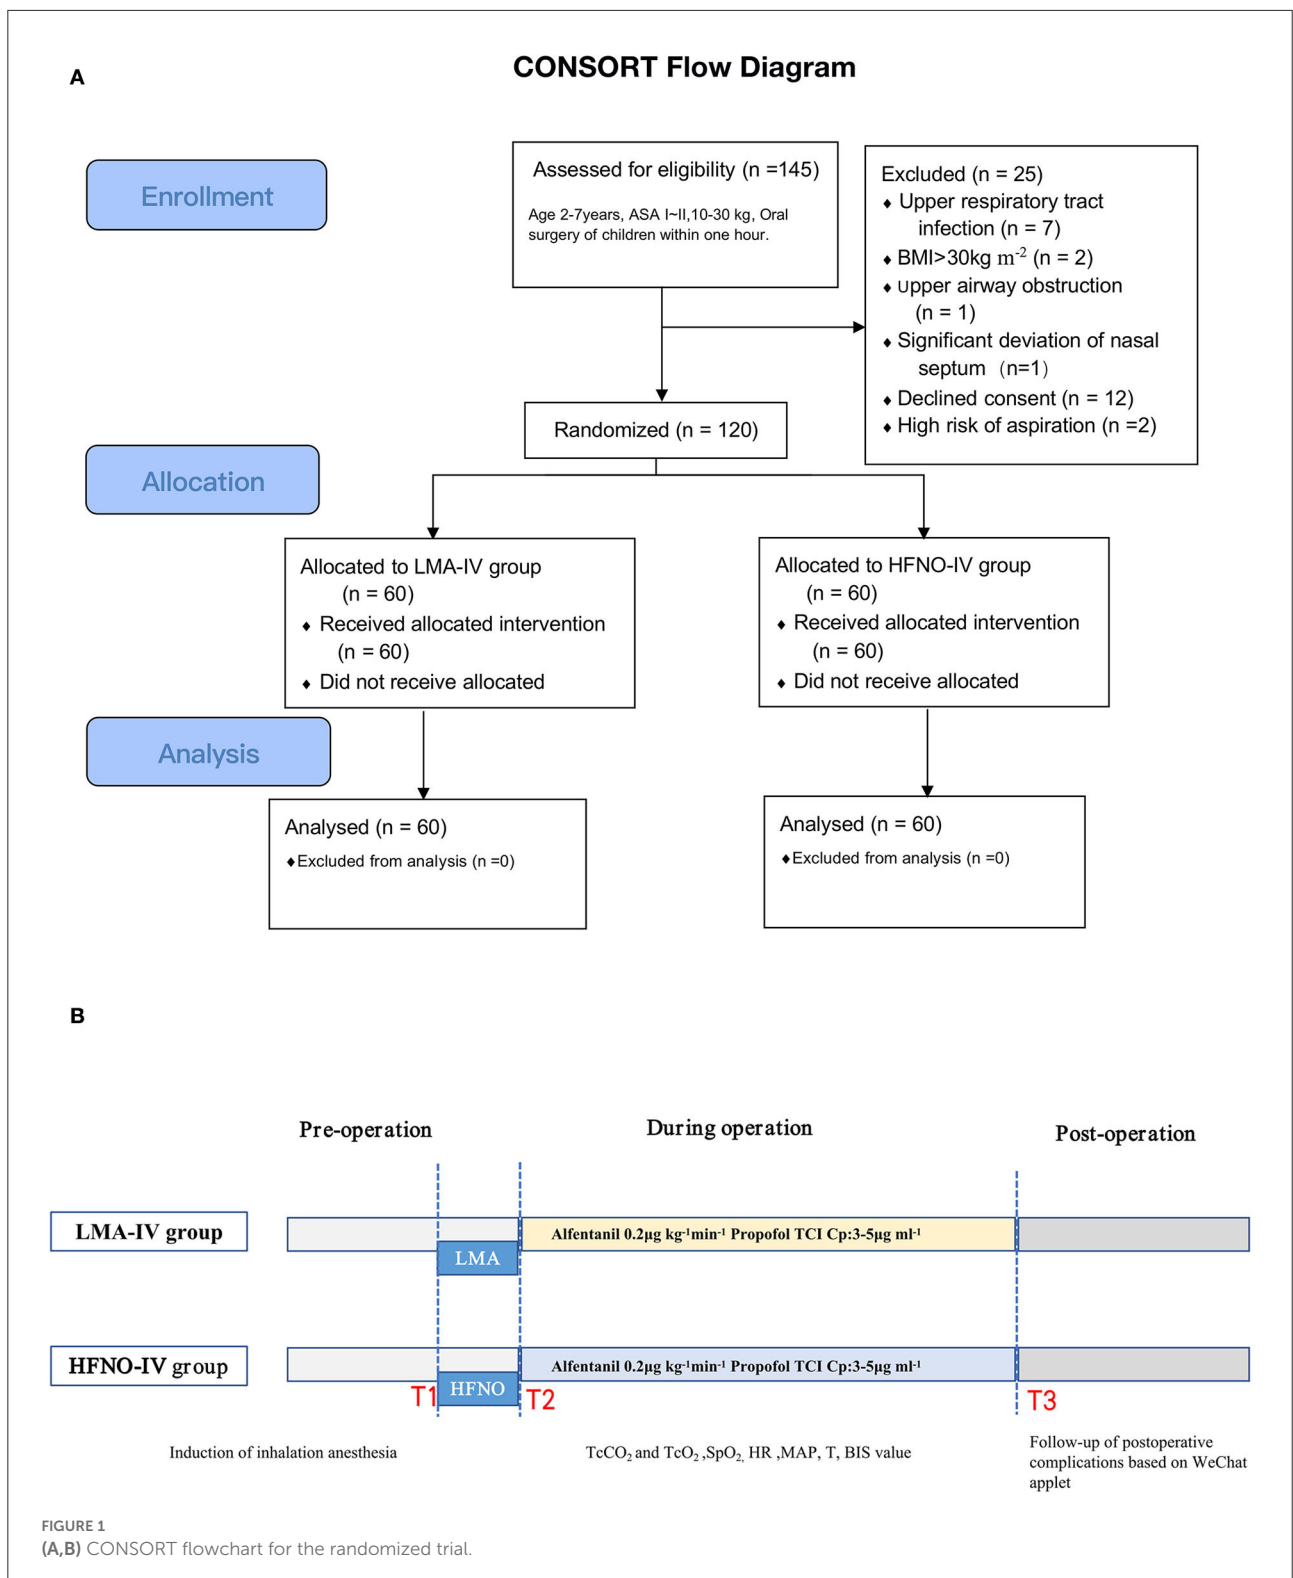 A
CONSORT Flow Diagram
Enrollment
Assessed for eligibility (n =145)
Age 2-7years, ASA I~II,10-30 kg, Oral
surgery of children within one hour.
Excluded (n = 25)
♦ Upper respiratory tract
infection (n = 7)
♦ BMI>30kg m⁻² (n = 2)
♦ Upper airway obstruction
(n = 1)
♦ Significant deviation of nasal
septum （n=1）
♦ Declined consent (n = 12)
♦ High risk of aspiration (n =2)
Randomized (n = 120)
Allocation
Allocated to LMA-IV group
(n = 60)
♦ Received allocated intervention
(n = 60)
♦ Did not receive allocated
Allocated to HFNO-IV group
(n = 60)
♦ Received allocated intervention
(n = 60)
♦ Did not receive allocated
Analysis
Analysed (n = 60)
♦Excluded from analysis (n =0)
Analysed (n = 60)
♦Excluded from analysis (n =0)
B
Pre-operation
During operation
Post-operation
LMA-IV group
Alfentanil 0.2μg kg⁻¹min⁻¹ Propofol TCI Cp:3-5μg ml⁻¹
LMA
HFNO-IV group
Alfentanil 0.2μg kg⁻¹min⁻¹ Propofol TCI Cp:3-5μg ml⁻¹
T1
HFNO
T2
T3
Induction of inhalation anesthesia
TcCO₂ and TcO₂ ,SpO₂, HR ,MAP, T, BIS value
Follow-up of postoperative
complications based on WeChat
applet
FIGURE 1
(A,B) CONSORT flowchart for the randomized trial.